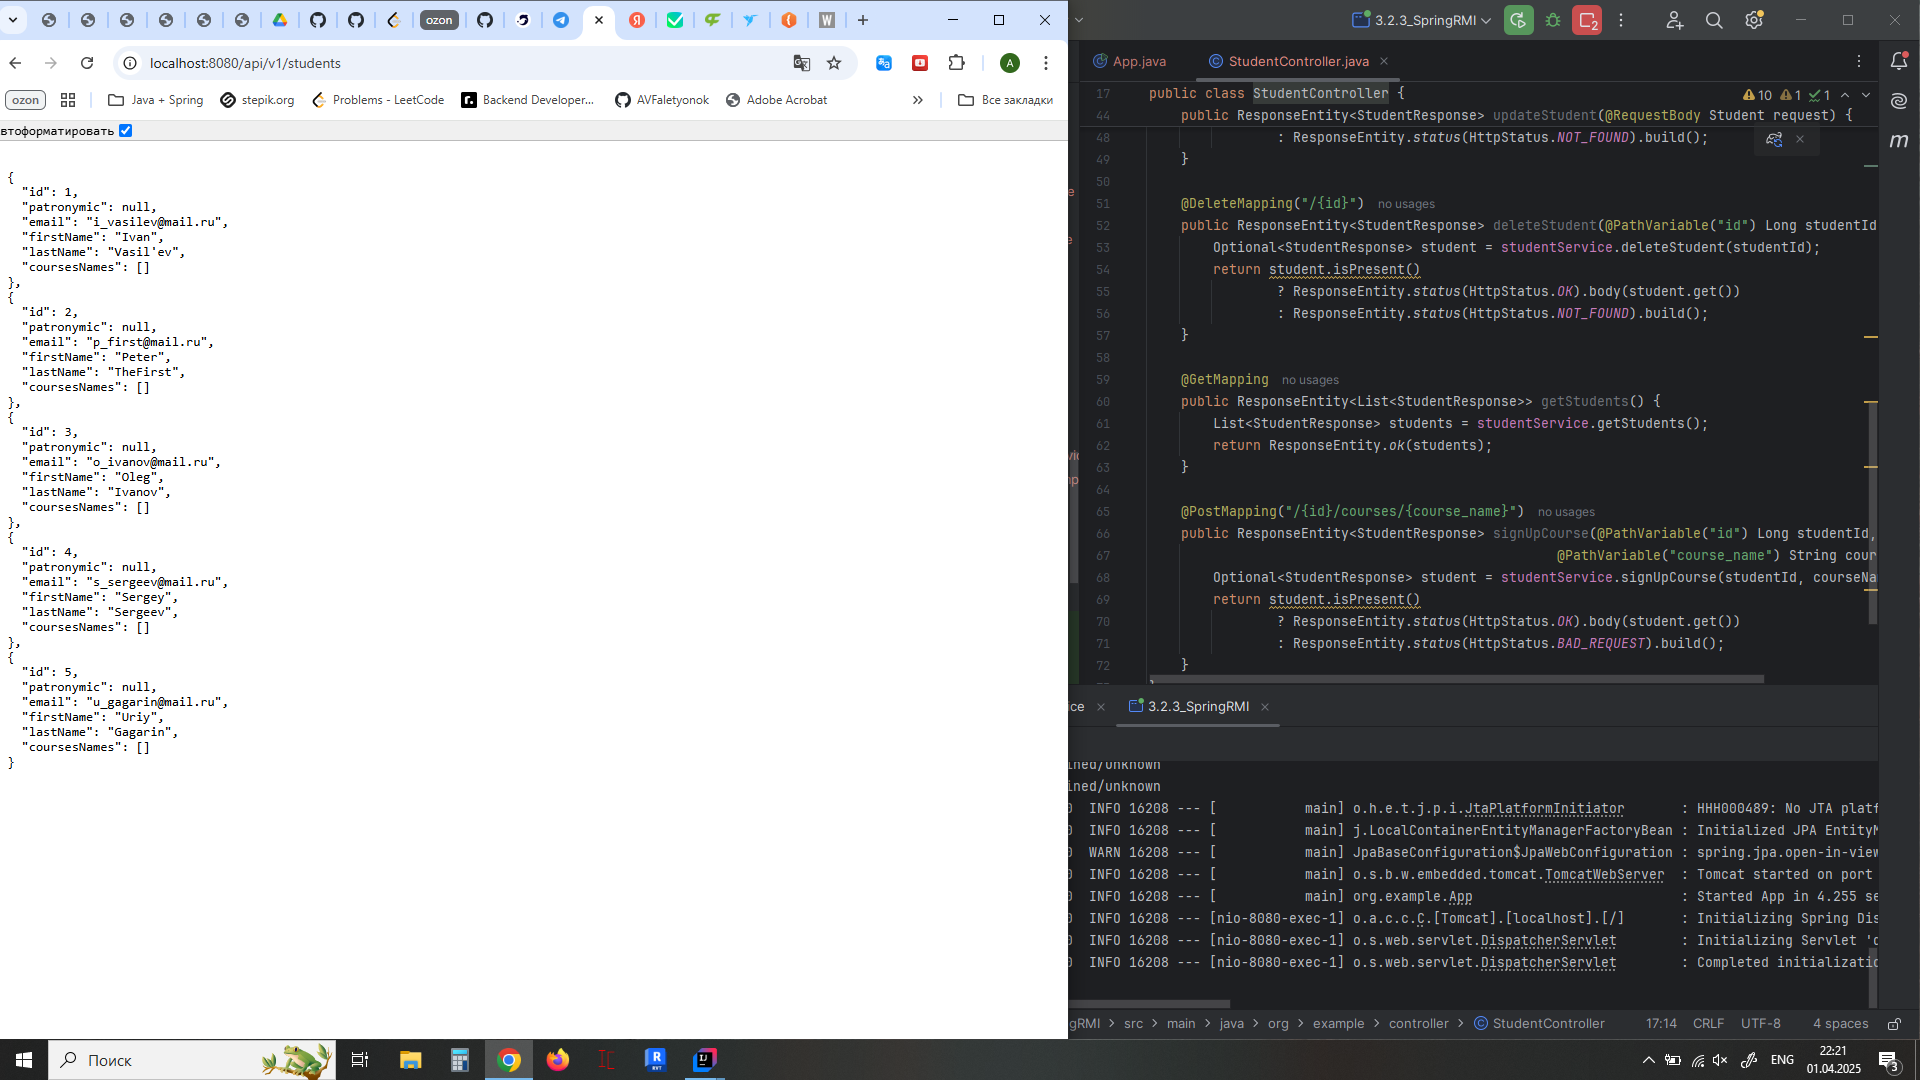 ozon
localhost:8080/api/v1/students
A
ozon
Java + Spring
stepik.org
Problems - LeetCode
Backend Developer...
AVFaletyonok
Adobe Acrobat
»
Все закладки
втоформатировать
{
"id": 1,
"patronymic": null,
"email": "i_vasilev@mail.ru",
"firstName": "Ivan",
"lastName": "Vasil'ev",
"coursesNames": []
},
{
"id": 2,
"patronymic": null,
"email": "p_first@mail.ru",
"firstName": "Peter",
"lastName": "TheFirst",
"coursesNames": []
},
{
"id": 3,
"patronymic": null,
"email": "o_ivanov@mail.ru",
"firstName": "Oleg",
"lastName": "Ivanov",
"coursesNames": []
},
{
"id": 4,
"patronymic": null,
"email": "s_sergeev@mail.ru",
"firstName": "Sergey",
"lastName": "Sergeev",
"coursesNames": []
},
{
"id": 5,
"patronymic": null,
"email": "u_gagarin@mail.ru",
"firstName": "Uriy",
"lastName": "Gagarin",
"coursesNames": []
}
3.2.3_SpringRMI
App.java
StudentController.java
10 1 1
17 public class StudentController {
44 public ResponseEntity<StudentResponse> updateStudent(@RequestBody Student request) {
48 : ResponseEntity.status(HttpStatus.NOT_FOUND).build();
49 }
50
51 @DeleteMapping("/{id}") no usages
52 public ResponseEntity<StudentResponse> deleteStudent(@PathVariable("id") Long studentId
53 Optional<StudentResponse> student = studentService.deleteStudent(studentId);
54 return student.isPresent()
55 ? ResponseEntity.status(HttpStatus.OK).body(student.get())
56 : ResponseEntity.status(HttpStatus.NOT_FOUND).build();
57 }
58
59 @GetMapping no usages
60 public ResponseEntity<List<StudentResponse>> getStudents() {
61 List<StudentResponse> students = studentService.getStudents();
62 return ResponseEntity.ok(students);
63 }
64
65 @PostMapping("/{id}/courses/{course_name}") no usages
66 public ResponseEntity<StudentResponse> signUpCourse(@PathVariable("id") Long studentId,
67 @PathVariable("course_name") String cour
68 Optional<StudentResponse> student = studentService.signUpCourse(studentId, courseNa
69 return student.isPresent()
70 ? ResponseEntity.status(HttpStatus.OK).body(student.get())
71 : ResponseEntity.status(HttpStatus.BAD_REQUEST).build();
72 }
ice
3.2.3_SpringRMI
ined/unknown
ined/unknown
INFO 16208 --- [ main] o.h.e.t.j.p.i.JtaPlatformInitiator : HHH000489: No JTA platf
INFO 16208 --- [ main] j.LocalContainerEntityManagerFactoryBean : Initialized JPA EntityM
WARN 16208 --- [ main] JpaBaseConfiguration$JpaWebConfiguration : spring.jpa.open-in-view
INFO 16208 --- [ main] o.s.b.w.embedded.tomcat.TomcatWebServer : Tomcat started on port
INFO 16208 --- [ main] org.example.App : Started App in 4.255 se
INFO 16208 --- [nio-8080-exec-1] o.a.c.c.C.[Tomcat].[localhost].[/] : Initializing Spring Dis
INFO 16208 --- [nio-8080-exec-1] o.s.web.servlet.DispatcherServlet : Initializing Servlet 'd
INFO 16208 --- [nio-8080-exec-1] o.s.web.servlet.DispatcherServlet : Completed initializatio
gRMI > src > main > java > org > example > controller > StudentController
17:14 CRLF UTF-8 4 spaces
Поиск
ENG
22:21
01.04.2025
3